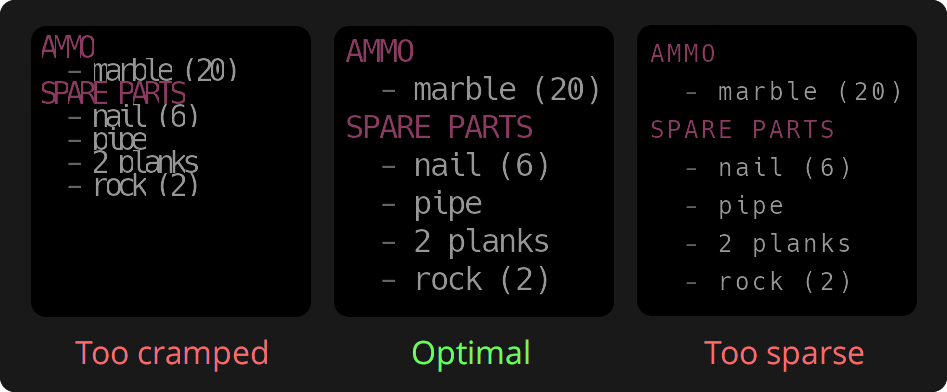 AMMO
– marble (20)
SPARE PARTS
– nail (6)
– pipe
– 2 planks
– rock (2)
Too cramped
AMMO
– marble (20)
SPARE PARTS
– nail (6)
– pipe
– 2 planks
– rock (2)
Optimal
AMMO
– marble (20)
SPARE PARTS
– nail (6)
– pipe
– 2 planks
– rock (2)
Too sparse